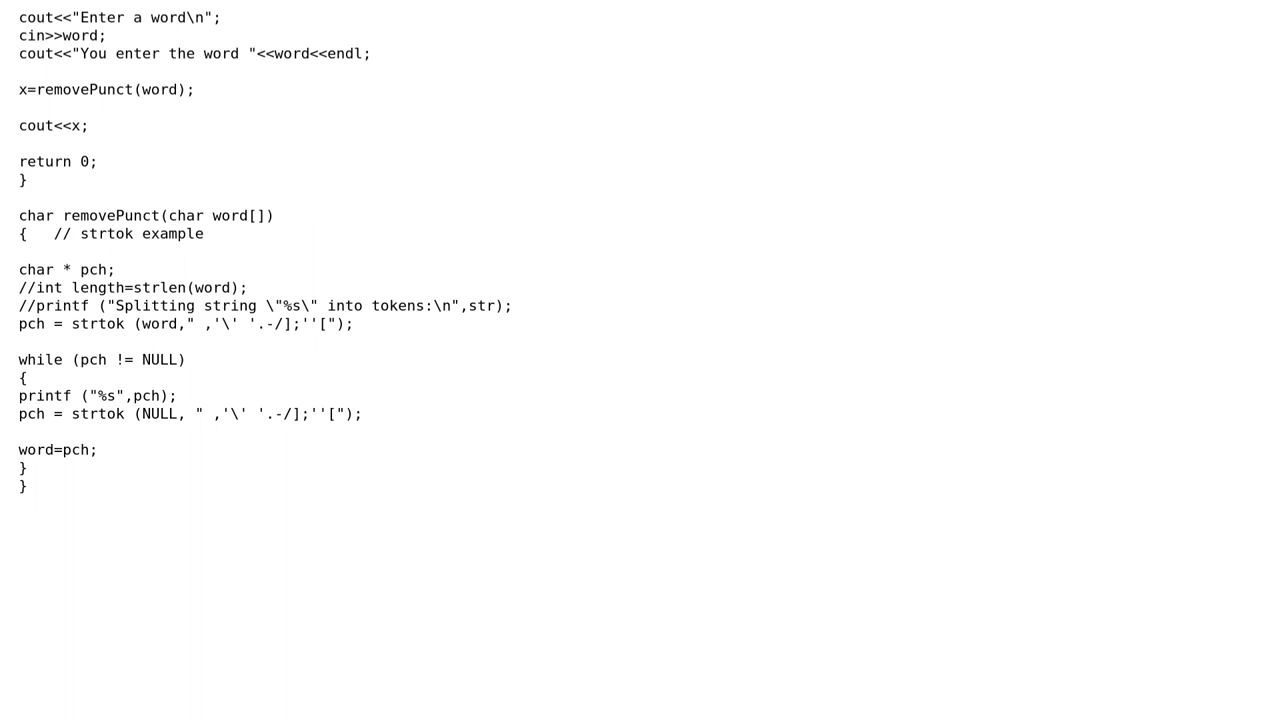 cout<<"Enter a word\n";
cin>>word;
cout<<"You enter the word "<<word<<endl;
x=removePunct(word);
cout<<x;
return 0;
}
char removePunct(char word[])
{   // strtok example
char * pch;
//int length=strlen(word);
//printf ("Splitting string \"%s\" into tokens:\n",str);
pch = strtok (word," ,'\' '.-/];''[");
while (pch != NULL)
{
printf ("%s",pch);
pch = strtok (NULL, " ,'\' '.-/];''[");
word=pch;
}
}